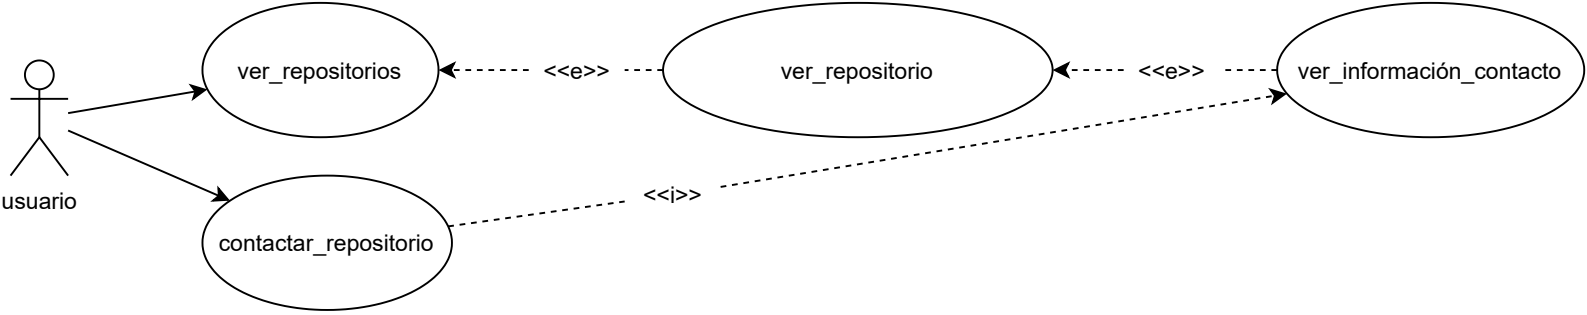 ver_repositorios
<<e>>
ver_repositorio
<<e>>
ver_información_contacto
usuario
<<i>>
contactar_repositorio